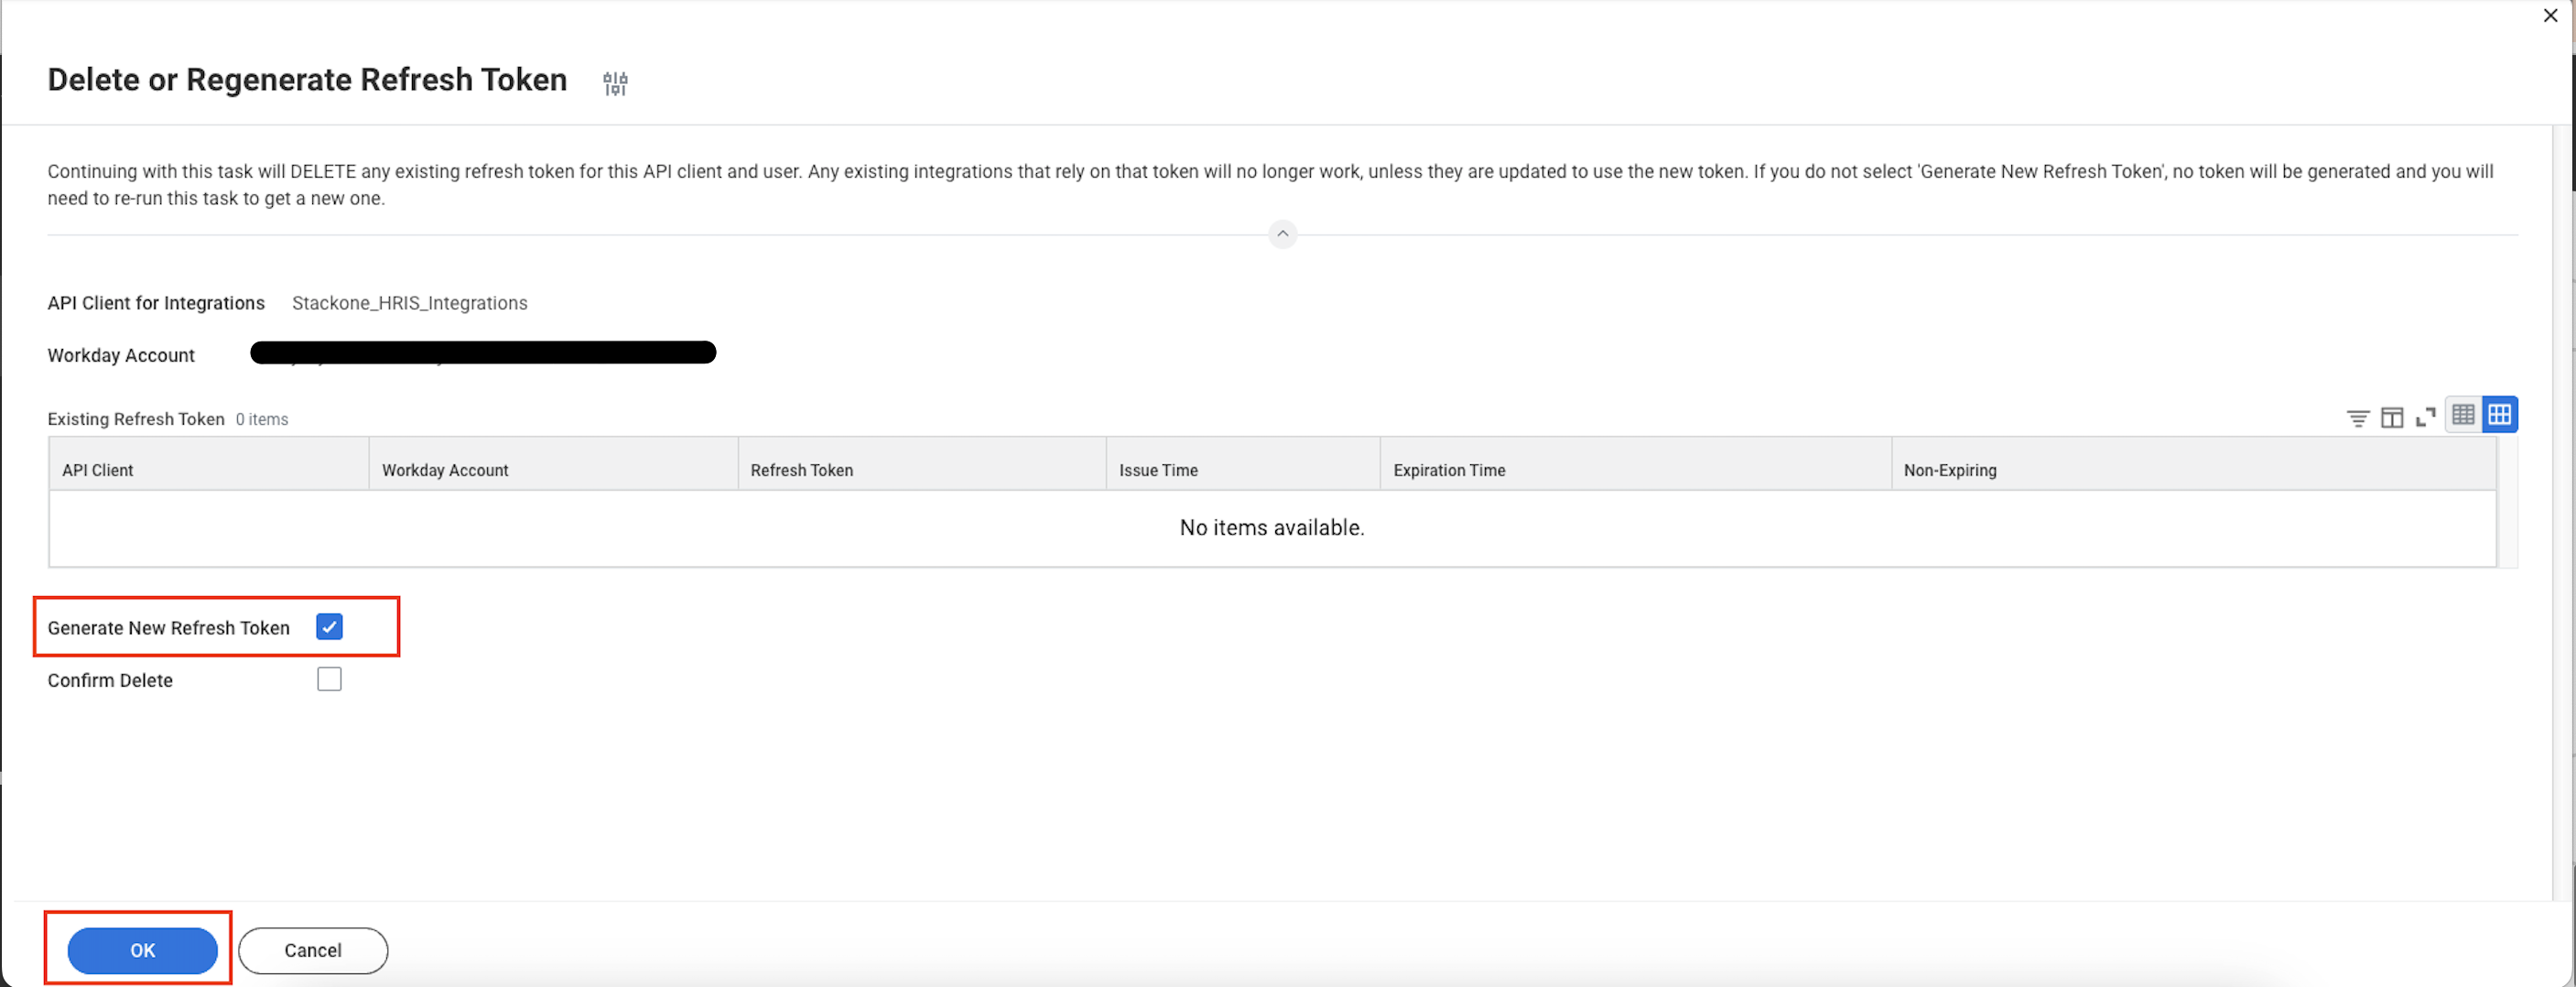 Delete or Regenerate Refresh Token
Continuing with this task will DELETE any existing refresh token for this API client and user. Any existing integrations that rely on that token will no longer work, unless they are updated to use the new token. If you do not select 'Generate New Refresh Token', no token will be generated and you will
need to re-run this task to get a new one.
API Client for Integrations Stackone_HRIS_Integrations
Workday Account
Existing Refresh Token 0 items
API Client Workday Account Refresh Token Issue Time Expiration Time Non-Expiring
No items available.
Generate New Refresh Token
Confirm Delete
OK Cancel